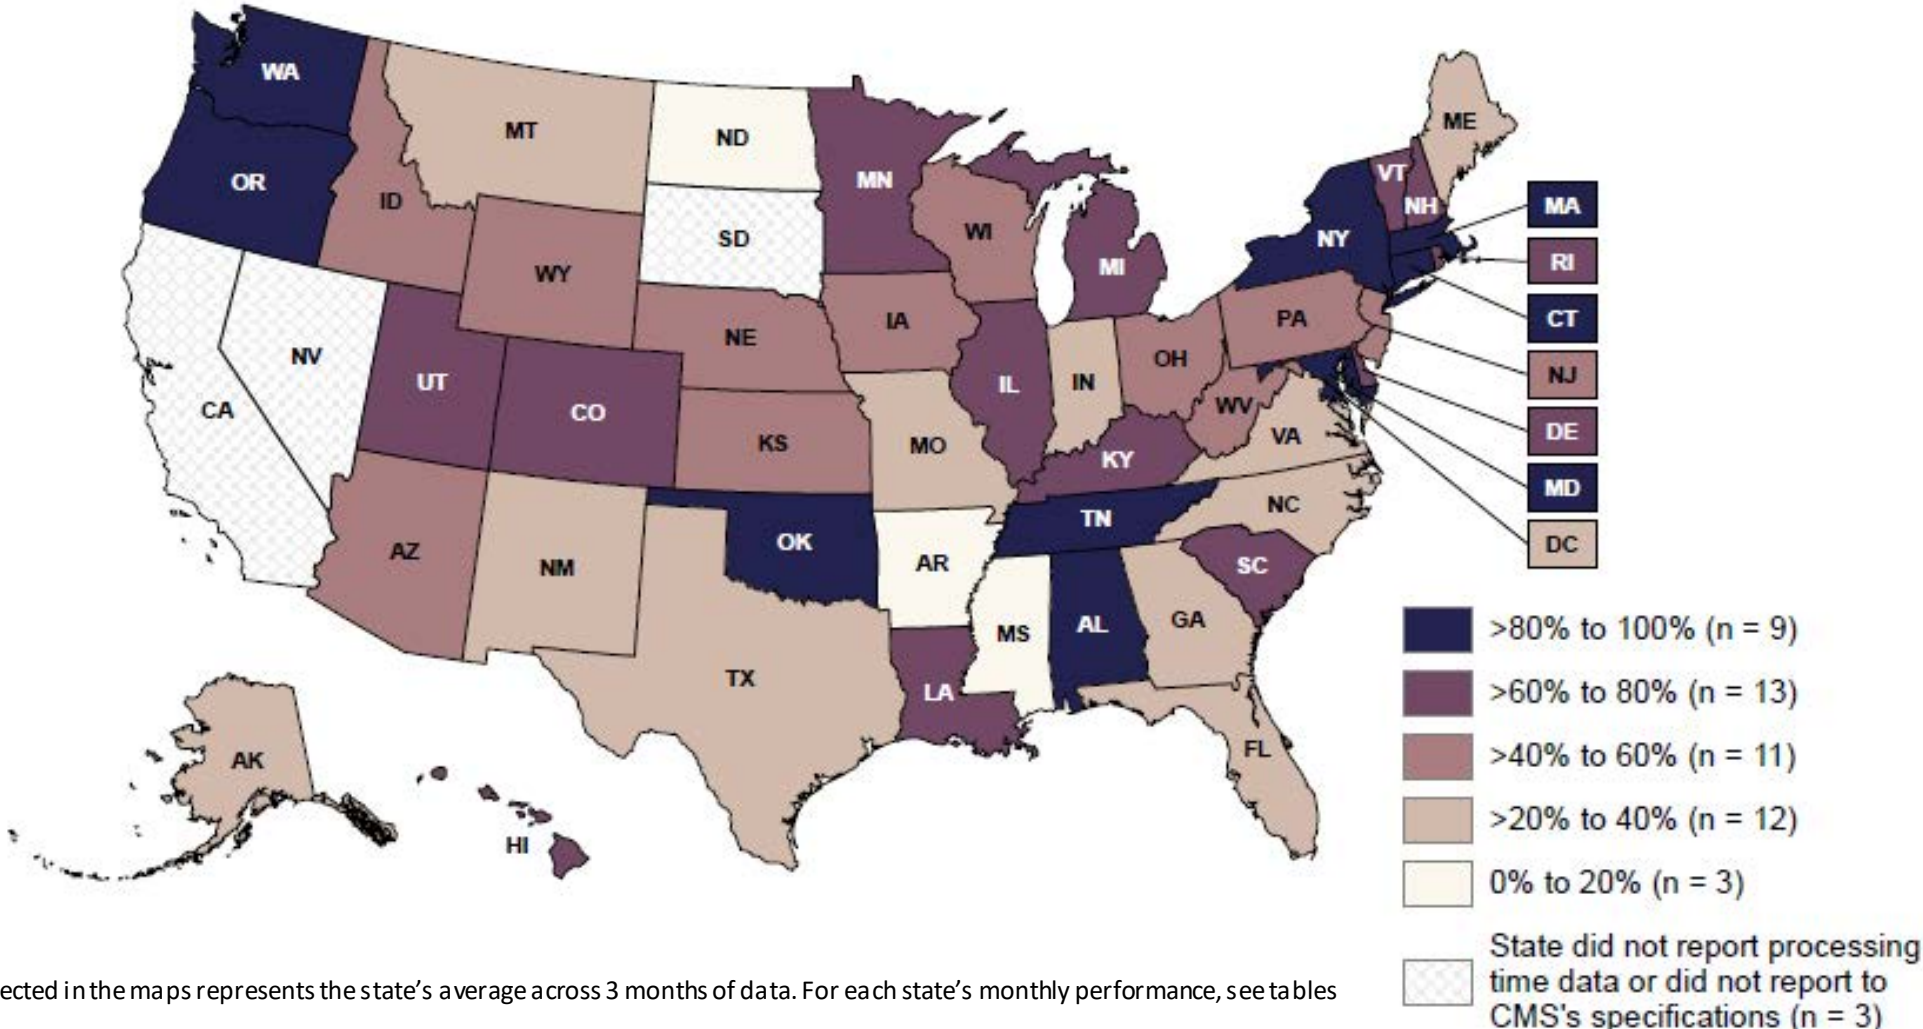 WA
MT
ND
MN
ME
OR
ID
SD
WI
VT
NH
MA
NY
WY
MI
RI
NE
IA
PA
CT
NV
UT
CO
IL
IN
OH
NJ
CA
KS
MO
WV
VA
DE
KY
MD
AZ
NM
OK
AR
TN
NC
DC
SC
MS
AL
GA
TX
LA
FL
AK
HI
>80% to 100% (n = 9)
>60% to 80% (n = 13)
>40% to 60% (n = 11)
>20% to 40% (n = 12)
0% to 20% (n = 3)
State did not report processing
time data or did not report to
CMS's specifications (n = 3)
ected in the maps represents the state's average across 3 months of data. For each state's monthly performance, see tables